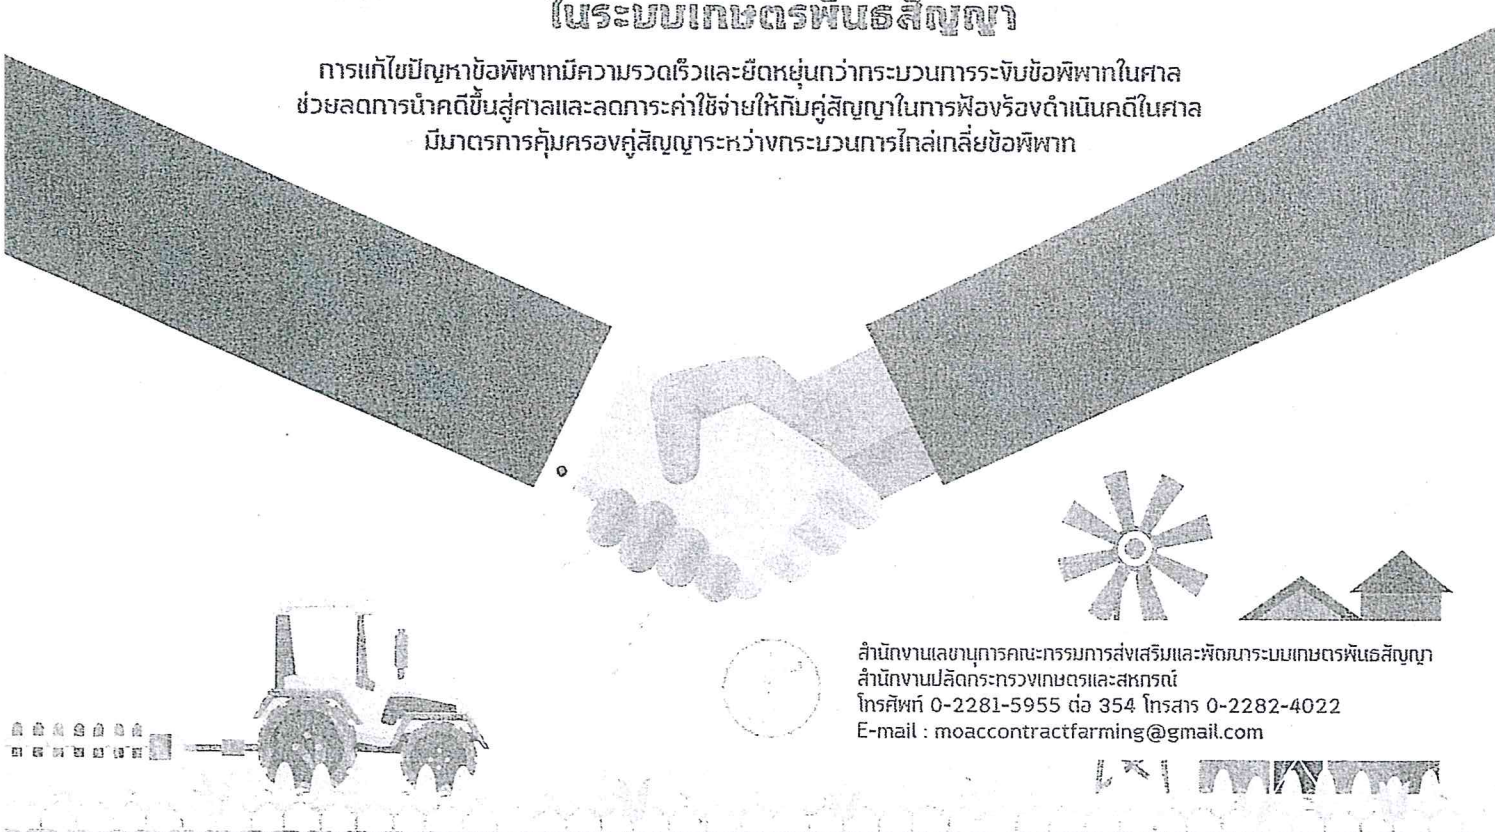 ในระบบเกษตรพันธสัญญา
การแก้ไขปัญหาข้อพิพาทมีความรวดเร็วและยืดหยุ่นกว่ากระบวนการระงับข้อพิพาทในศาล
ช่วยลดการนำคดีขึ้นสู่ศาลและลดภาระค่าใช้จ่ายให้กับคู่สัญญาในการฟ้องร้องดำเนินคดีในศาล
มีมาตรการคุ้มครองคู่สัญญาระหว่างกระบวนการไกล่เกลี่ยข้อพิพาท
สำนักงานเลขานุการคณะกรรมการส่งเสริมและพัฒนาระบบเกษตรพันธสัญญา
สำนักงานปลัดกระทรวงเกษตรและสหกรณ์
โทรศัพท์ 0-2281-5955 ต่อ 354 โทรสาร 0-2282-4022
E-mail : moaccontractfarming@gmail.com